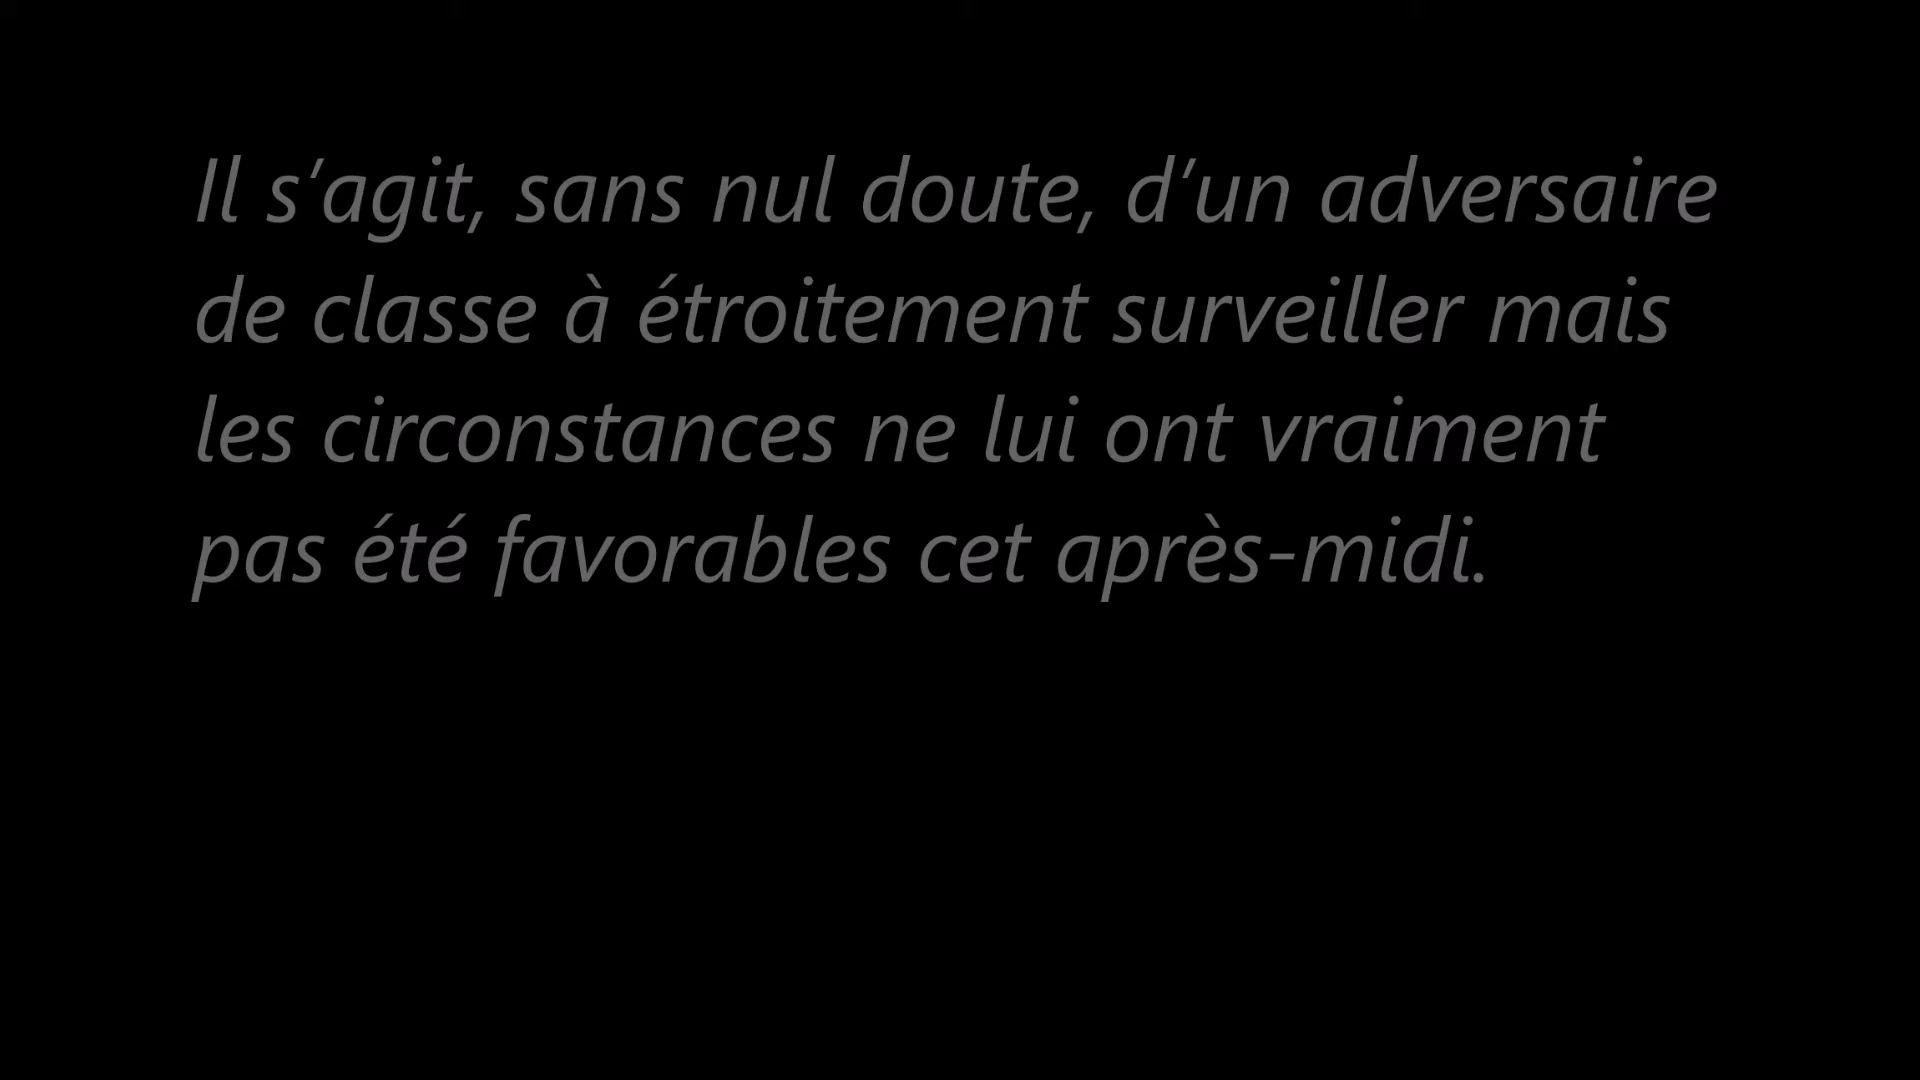 Il s’agit, sans nul doute, d’un adversaire
de classe à étroitement surveiller mais
les circonstances ne lui ont vraiment
pas été favorables cet après-midi.